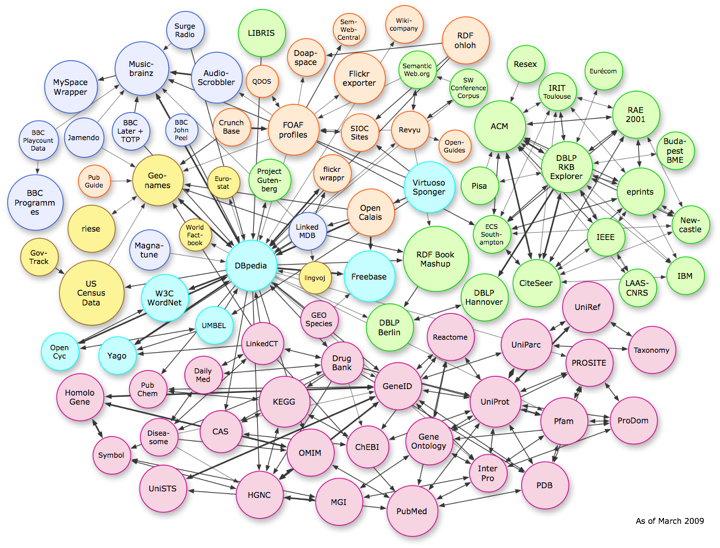 Surge
Radio
LIBRIS
Sem-
Web-
Central
Wiki-
company
RDF
ohloh
Doap-
space
Music-
brainz
MySpace
Wrapper
Audio-
Scrobbler
QDOS
Flickr
exporter
Semantic
Web.org
SW
Conference
Corpus
Resex
Eurécom
IRIT
Toulouse
RAE
2001
ACM
BBC
Playcount
Data
Jamendo
BBC
Later +
TOTP
BBC
John
Peel
Crunch
Base
FOAF
profiles
SIOC
Sites
Revyu
Open-
Guides
DBLP
RKB
Explorer
Buda-
pest
BME
Pub
Guide
Geo-
names
Euro-
stat
Project
Guten-
berg
flickr
wrappr
Virtuoso
Sponger
Pisa
eprints
BBC
Programm
es
riese
World
Fact-
book
Open
Calais
Linked
MDB
ECS
South-
ampton
IEEE
New-
castle
Gov-
Track
Magna-
tune
DBpedia
lingvoj
Freebase
RDF Book
Mashup
CiteSeer
LAAS-
CNRS
IBM
US
Census
Data
W3C
WordNet
DBLP
Hannover
UMBEL
GEO
Species
DBLP
Berlin
UniRef
Open
Cyc
Yago
LinkedCT
Reactome
UniParc
Taxonomy
Drug
Bank
PROSITE
Homolo
Gene
Pub
Chem
Daily
Med
KEGG
GeneID
UniProt
Pfam
ProDom
Symbol
Disea-
some
CAS
ChEBI
Gene
Ontology
OMIM
Inter
Pro
PDB
UniSTS
HGNC
MGI
PubMed
As of March 2009